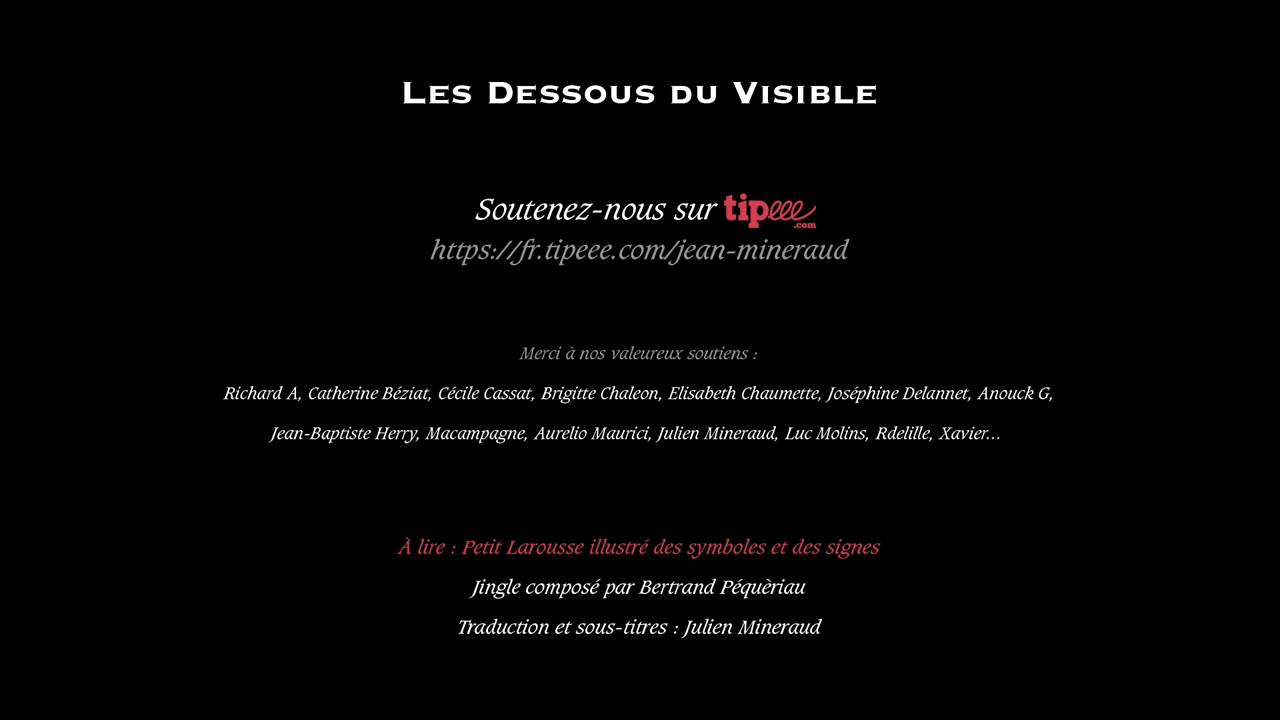 Les Dessous du Visible
Soutenez-nous sur tipeee.com
https://fr.tipeee.com/jean-mineraud
Merci à nos valeureux soutiens :
Richard A, Catherine Béziat, Cécile Cassat, Brigitte Chaleon, Elisabeth Chaumette, Joséphine Delannet, Anouck G,
Jean-Baptiste Herry, Macampagne, Aurelio Maurici, Julien Mineraud, Luc Molins, Rdelille, Xavier...
À lire : Petit Larousse illustré des symboles et des signes
Jingle composé par Bertrand Péquèriau
Traduction et sous-titres : Julien Mineraud